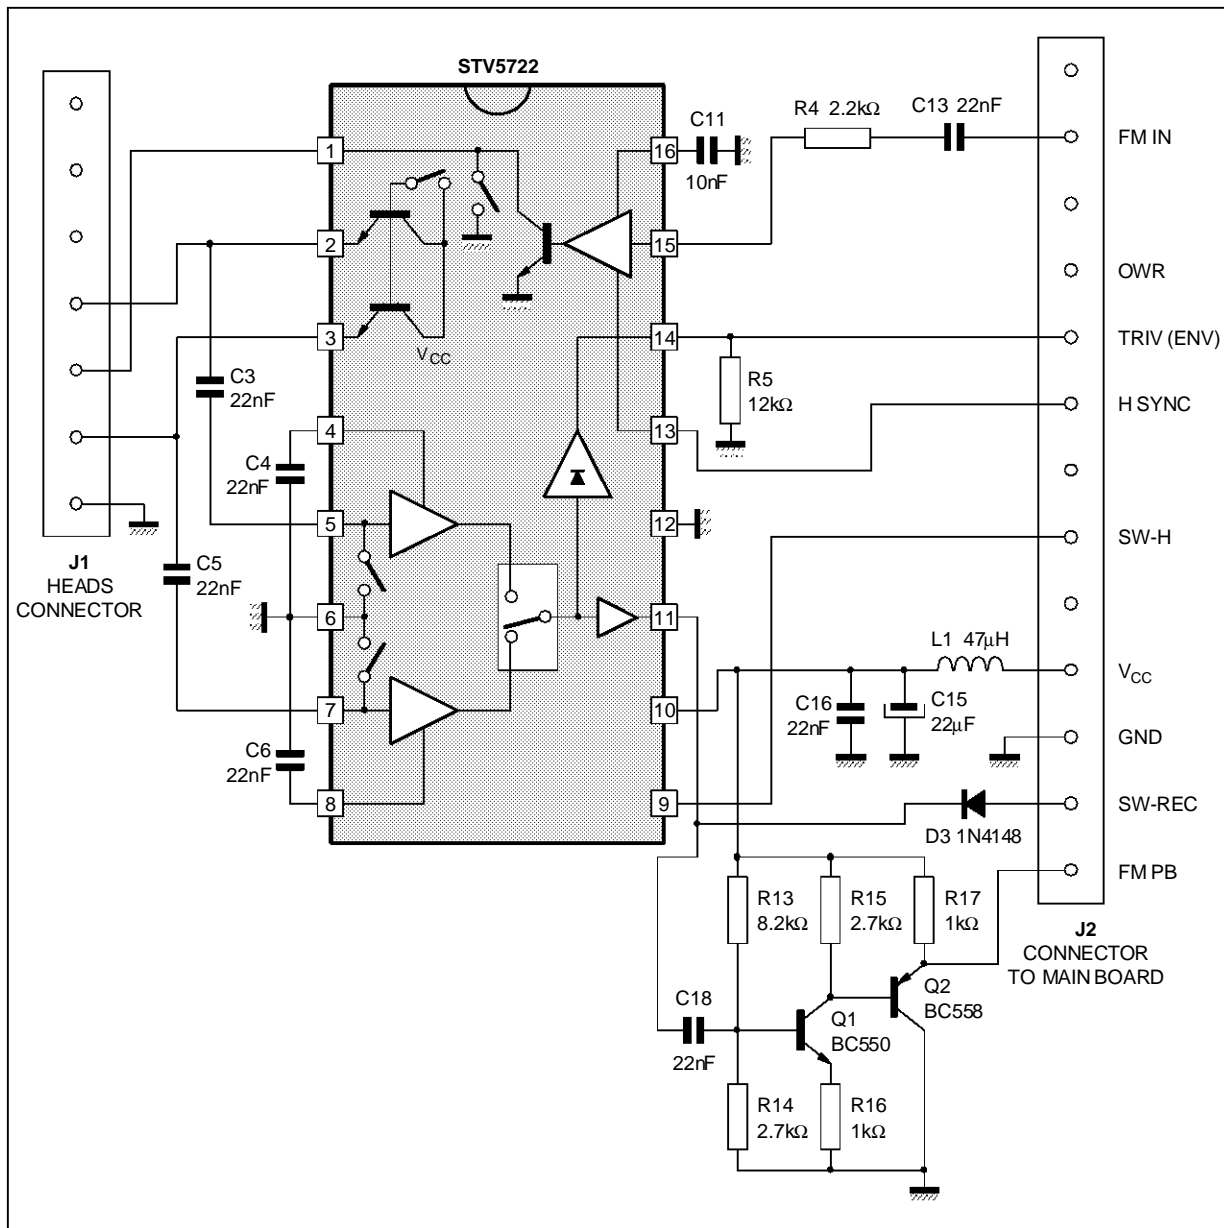 STV5722
C11
10nF
R4 2.2kΩ
C13 22nF
FM IN
1
16
2
15
OWR
3
14
TRIV (ENV)
VCC
C3
22nF
R5
12kΩ
H SYNC
4
13
C4
22nF
5
12
SW-H
J1
HEADS
CONNECTOR
C5
22nF
6
11
L1 47μH
VCC
7
10
C16
22nF
C15
22μF
GND
C6
22nF
8
9
SW-REC
D3 1N4148
FM PB
R13
8.2kΩ
R15
2.7kΩ
R17
1kΩ
J2
CONNECTOR
TO MAIN BOARD
C18
22nF
Q1
BC550
Q2
BC558
R14
2.7kΩ
R16
1kΩ